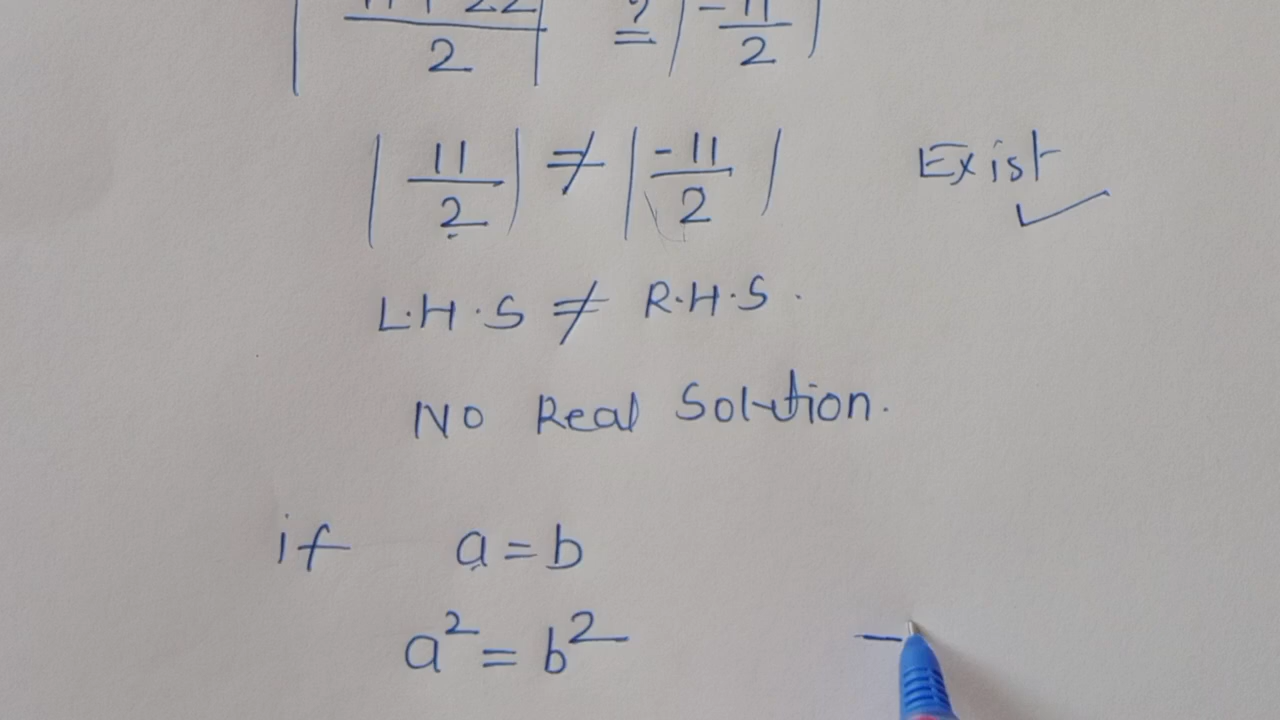 2 ≟ |-11/2|
|11/2| ≠ |-11/2| Exist ✓
L.H.S ≠ R.H.S.
No Real Solution.
if a = b
a² = b² —